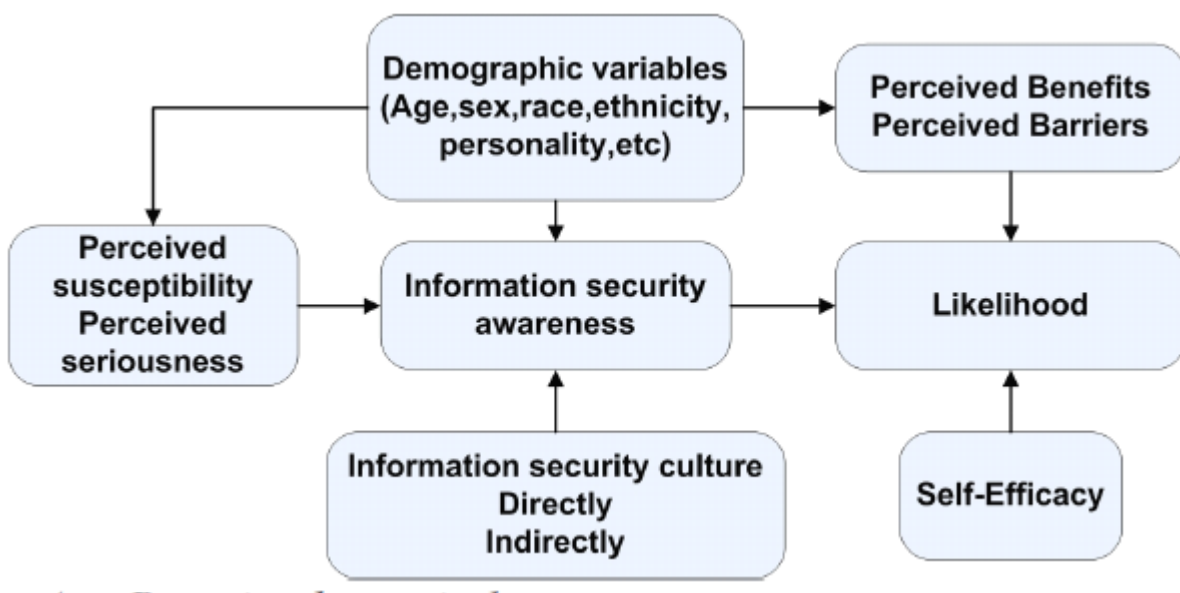 Demographic variables
(Age,sex,race,ethnicity,
personality,etc)
Perceived Benefits
Perceived Barriers
Perceived
susceptibility
Perceived
seriousness
Information security
awareness
Likelihood
Information security culture
Directly
Indirectly
Self-Efficacy